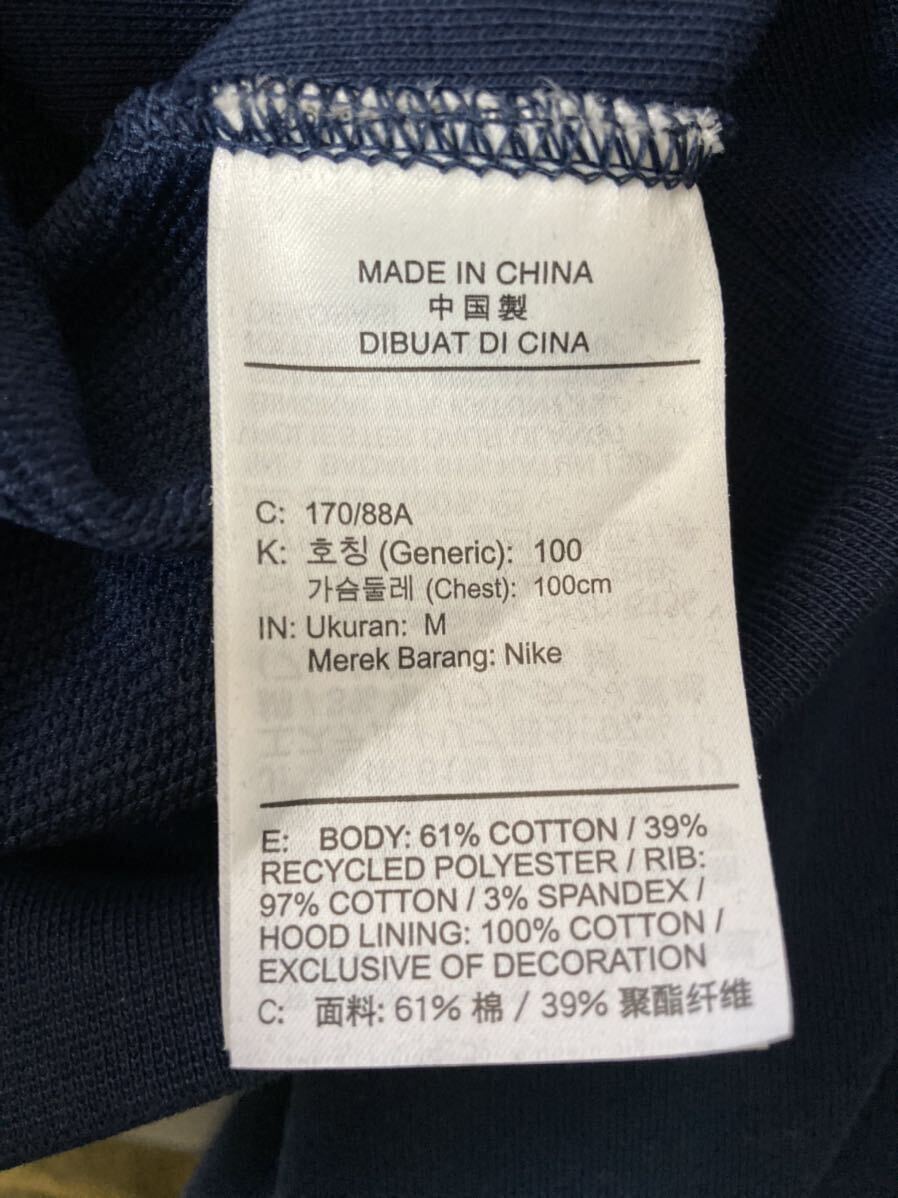 MADE IN CHINA
中国製
DIBUAT DI CINA
C: 170/88A
K: 호칭 (Generic): 100
가슴둘레 (Chest): 100cm
IN: Ukuran: M
Merek Barang: Nike
E: BODY: 61% COTTON / 39%
RECYCLED POLYESTER / RIB:
97% COTTON / 3% SPANDEX /
HOOD LINING: 100% COTTON /
EXCLUSIVE OF DECORATION
C: 面料: 61% 棉 / 39% 聚酯纤维